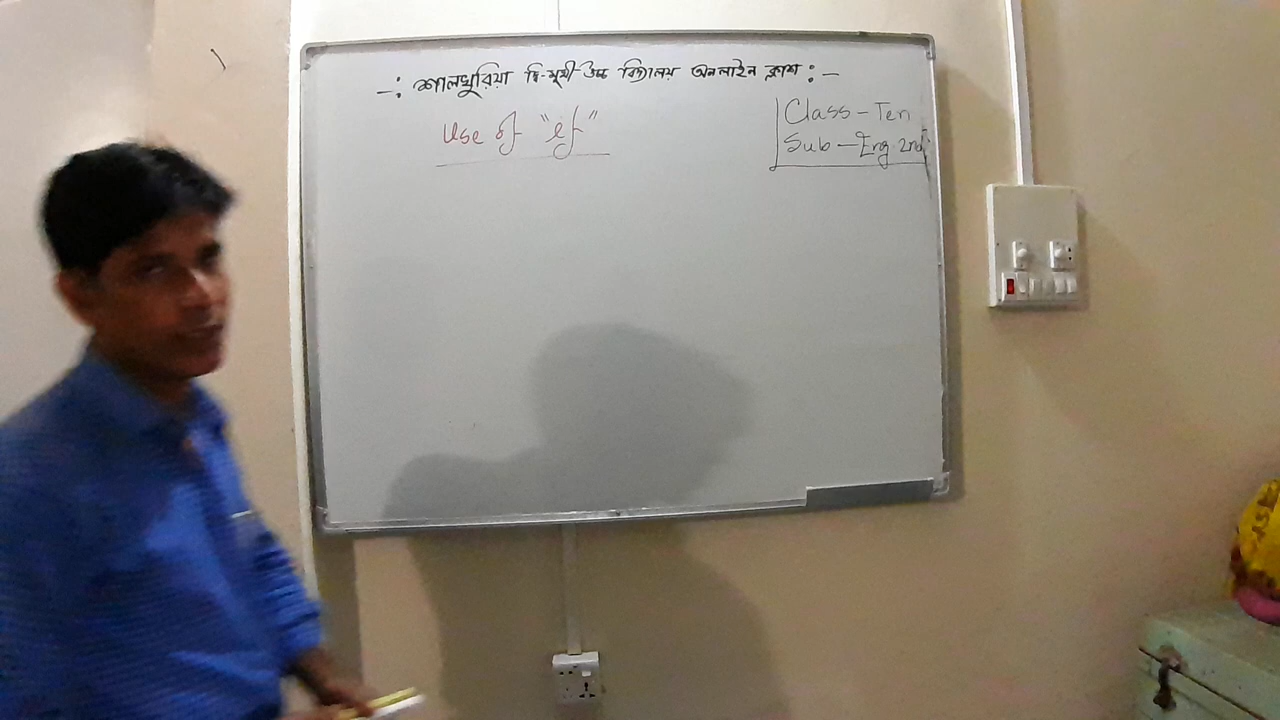 –: শালঘুরিয়া দ্বি-মুখী উচ্চ বিদ্যালয় অনলাইন ক্লাশ :–
Use of "if"
Class – Ten
Sub – Eng 2nd